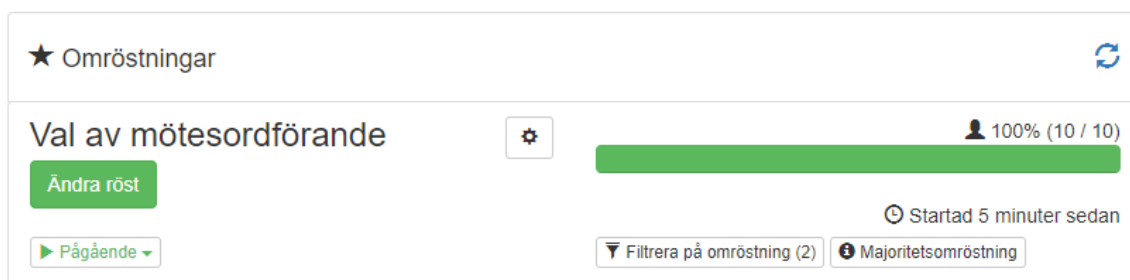 Omröstningar
Val av mötesordförande
100% (10 / 10)
Ändra röst
Startad 5 minuter sedan
Pågående
Filtrera på omröstning (2)
Majoritetsomröstning